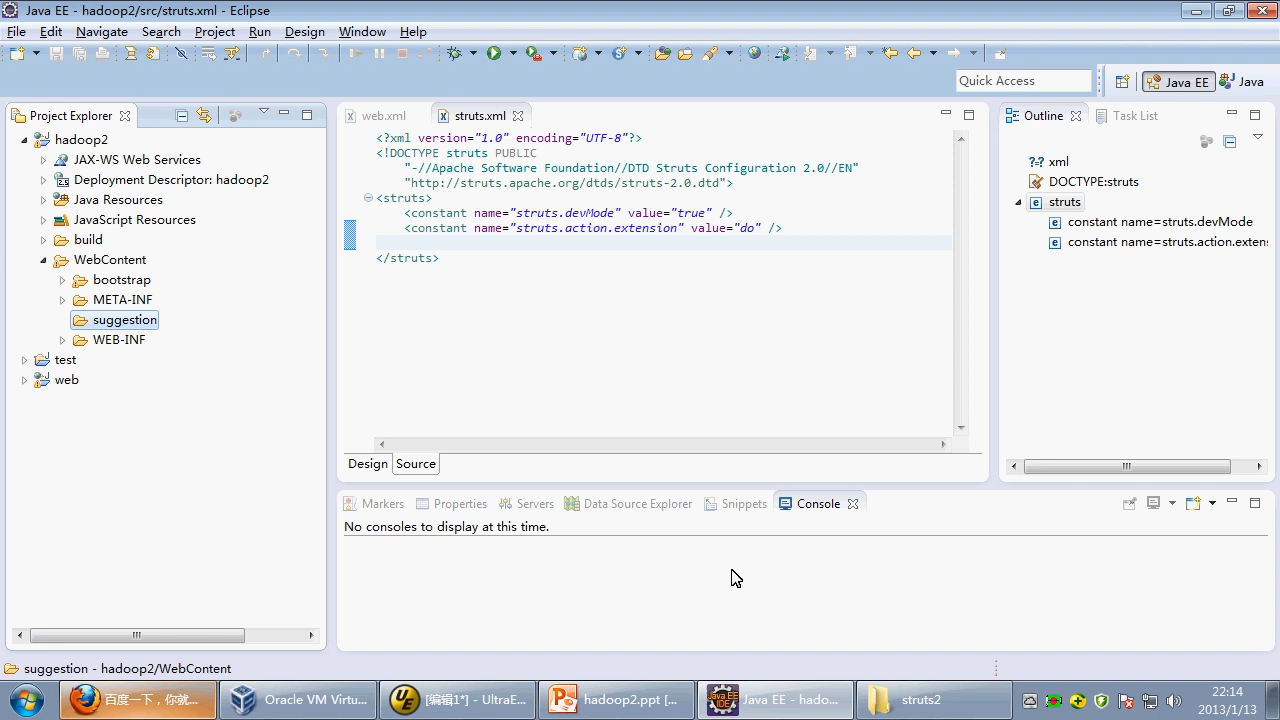 Java EE - hadoop2/src/struts.xml - Eclipse
File Edit Navigate Search Project Run Design Window Help
Quick Access
Java EE
Java
Project Explorer
hadoop2
JAX-WS Web Services
Deployment Descriptor: hadoop2
Java Resources
JavaScript Resources
build
WebContent
bootstrap
META-INF
suggestion
WEB-INF
test
web
web.xml
struts.xml
<?xml version="1.0" encoding="UTF-8"?>
<!DOCTYPE struts PUBLIC
"-//Apache Software Foundation//DTD Struts Configuration 2.0//EN"
"http://struts.apache.org/dtds/struts-2.0.dtd">
<struts>
<constant name="struts.devMode" value="true" />
<constant name="struts.action.extension" value="do" />
</struts>
Design Source
Outline
Task List
xml
DOCTYPE:struts
struts
constant name=struts.devMode
constant name=struts.action.exten
Markers Properties Servers Data Source Explorer Snippets Console
No consoles to display at this time.
suggestion - hadoop2/WebContent
百度一下，你就...
Oracle VM Virtu...
[编辑1*] - UltraE...
hadoop2.ppt [...
Java EE - hado...
struts2
22:14
2013/1/13